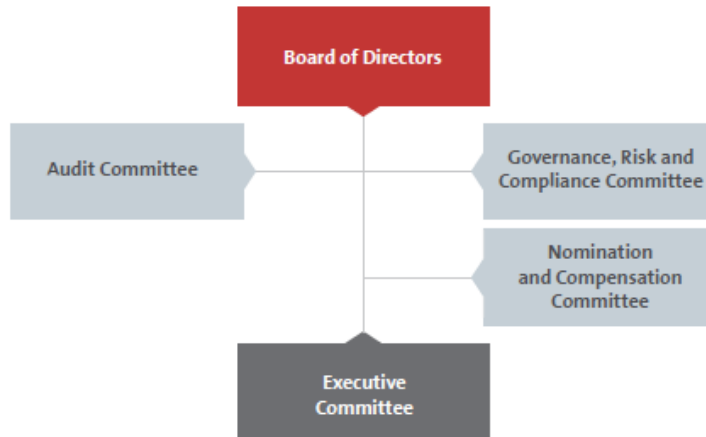 Board of Directors
Audit Committee
Governance, Risk and
Compliance Committee
Nomination
and Compensation
Committee
Executive
Committee